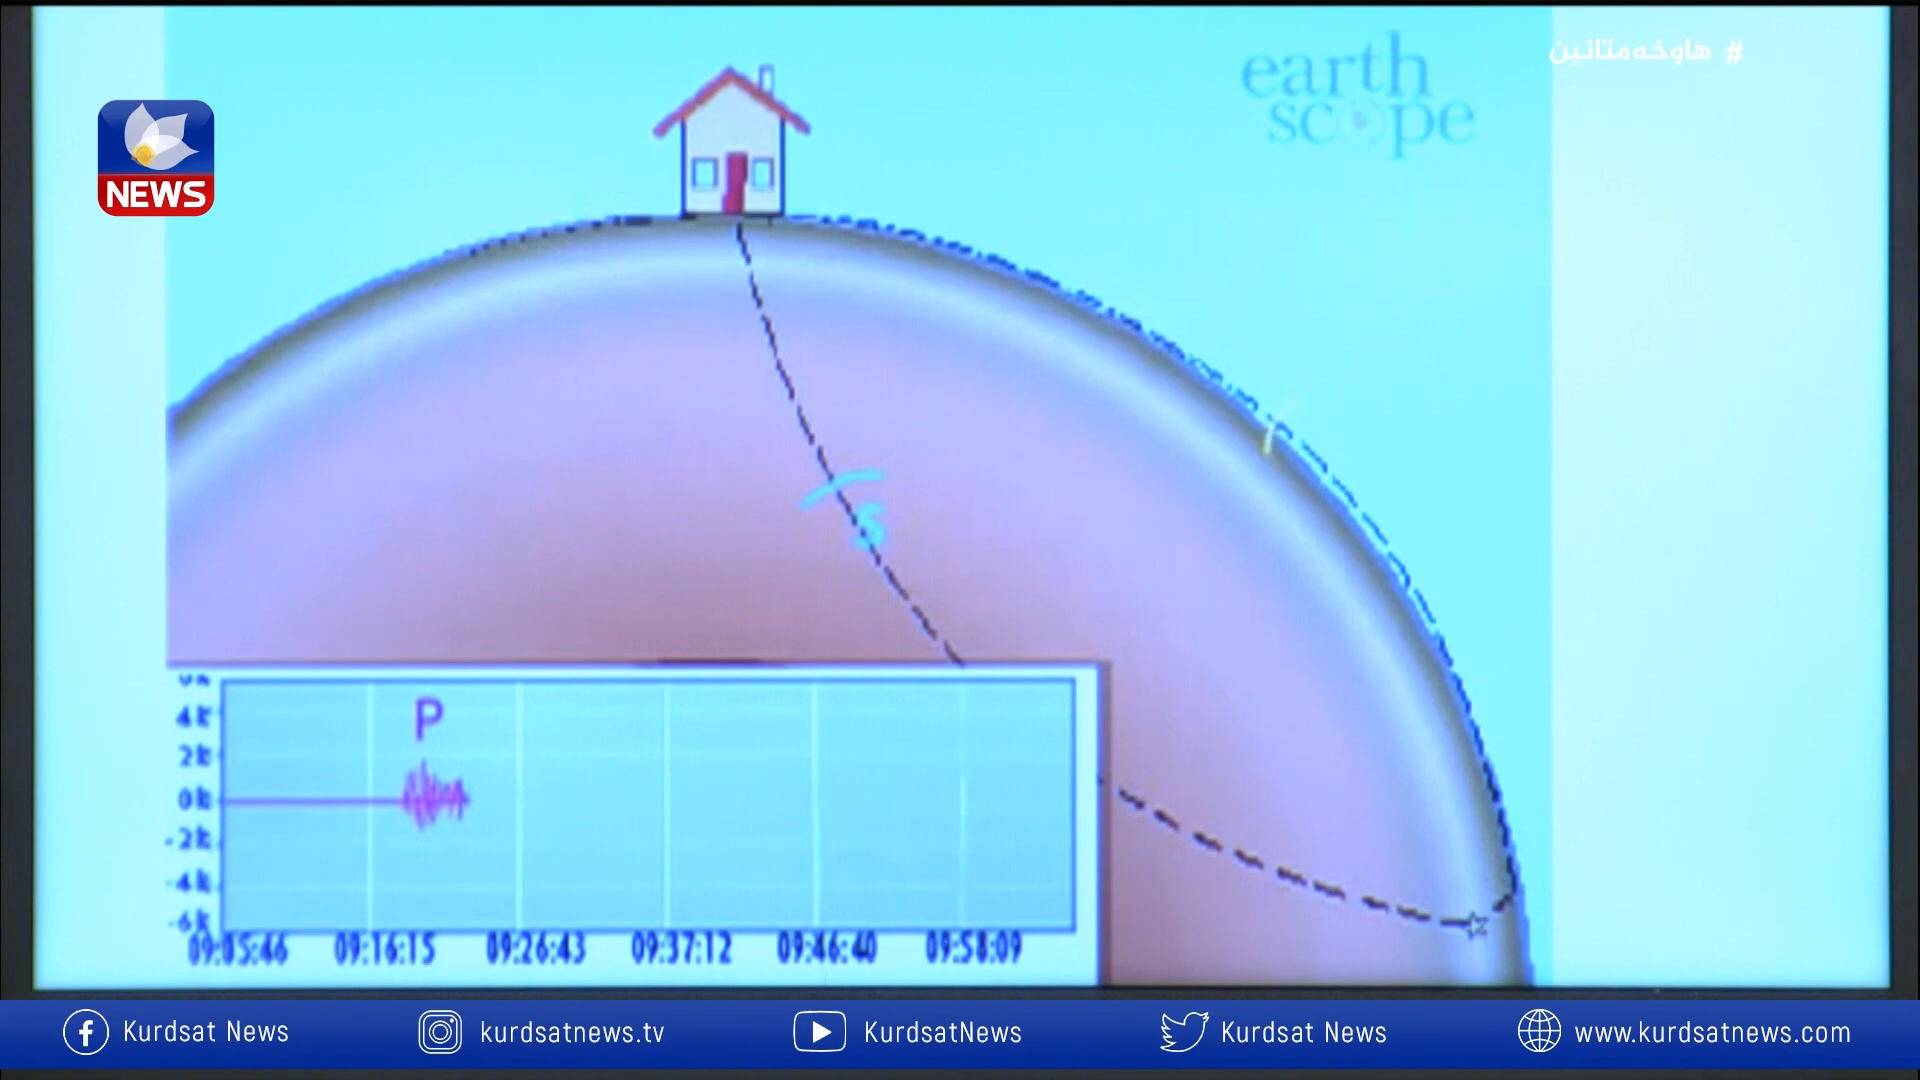 # هاوخەمتانین
earth
scope
NEWS
S
P
4k
2k
0k
-2k
-4k
-6k
09:05:46 09:16:15 09:26:43 09:37:12 09:46:40 09:58:09
Kurdsat News kurdsatnews.tv KurdsatNews Kurdsat News www.kurdsatnews.com